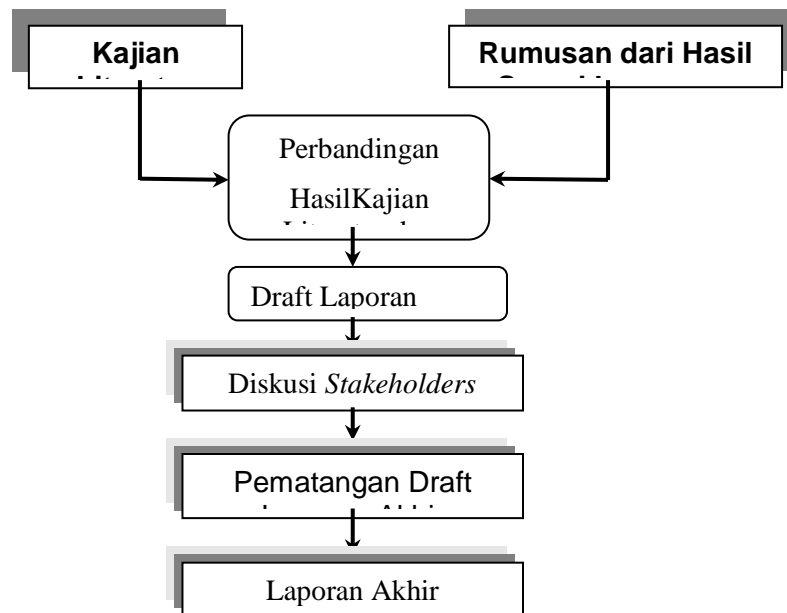 Kajian
Rumusan dari Hasil
Perbandingan
HasilKajian
Draft Laporan
Diskusi Stakeholders
Pematangan Draft
Laporan Akhir